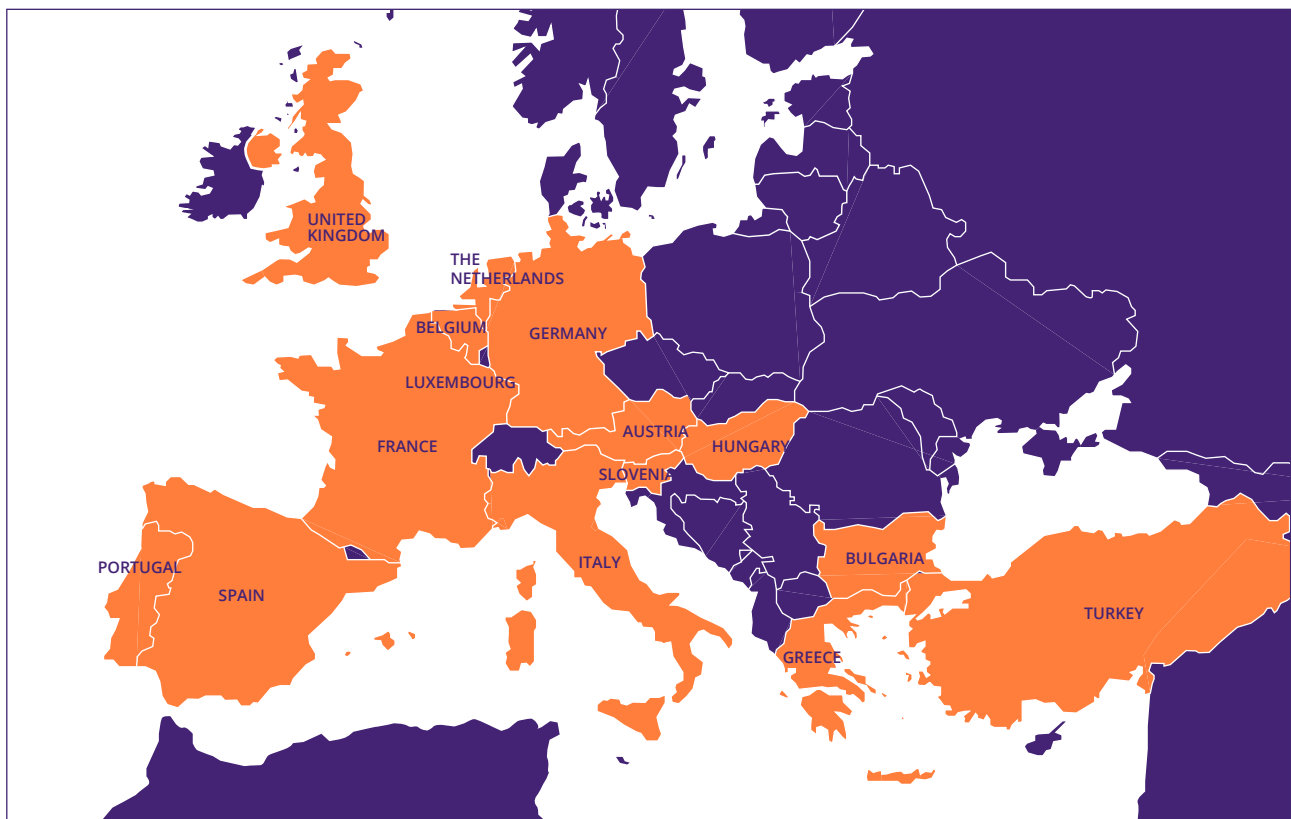 UNITED
KINGDOM
THE
NETHERLANDS
BELGIUM
GERMANY
LUXEMBOURG
FRANCE
AUSTRIA
HUNGARY
SLOVENIA
ITALY
BULGARIA
PORTUGAL
SPAIN
TURKEY
GREECE